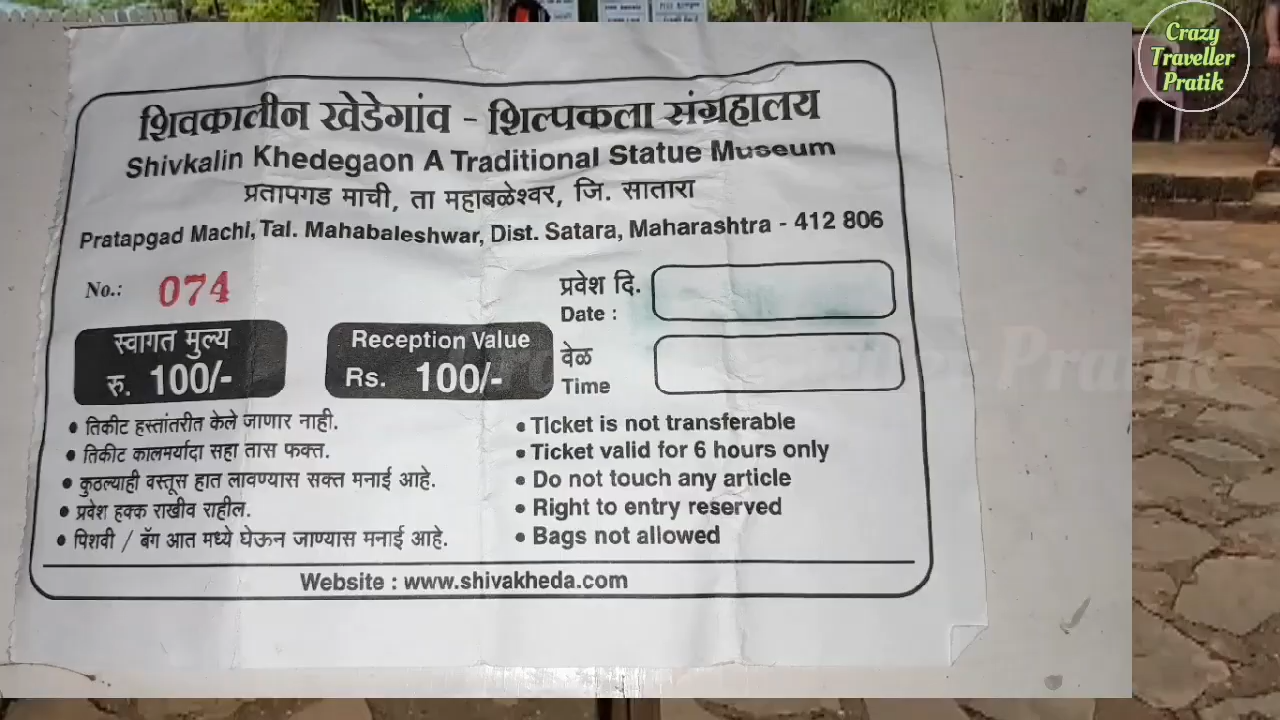 शिवकालीन खेडेगांव - शिल्पकला संग्रहालय
Shivkalin Khedegaon A Traditional Statue Museum
प्रतापगड माची, ता महाबळेश्वर, जि. सातारा
Pratapgad Machi, Tal. Mahabaleshwar, Dist. Satara, Maharashtra - 412 806
No.: 074
प्रवेश दि.
Date :
वेळ
Time
स्वागत मुल्य
रु. 100/-
Reception Value
Rs. 100/-
• तिकीट हस्तांतरीत केले जाणार नाही.
• तिकीट कालमर्यादा सहा तास फक्त.
• कुठल्याही वस्तूस हात लावण्यास सक्त मनाई आहे.
• प्रवेश हक्क राखीव राहील.
• पिशवी / बॅग आत मध्ये घेऊन जाण्यास मनाई आहे.
• Ticket is not transferable
• Ticket valid for 6 hours only
• Do not touch any article
• Right to entry reserved
• Bags not allowed
Website : www.shivakheda.com
Crazy
Traveller
Pratik